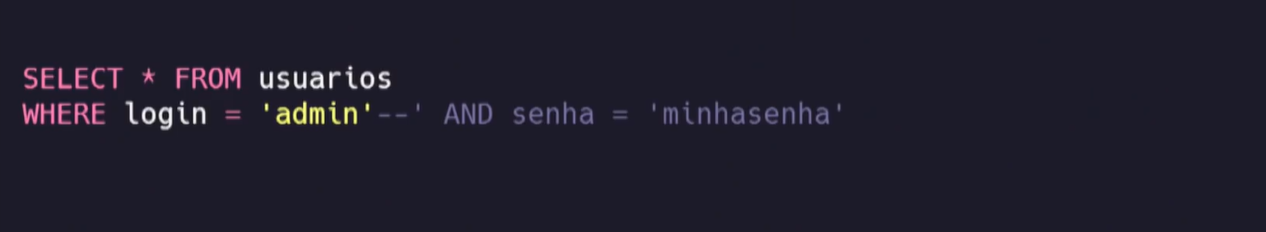 SELECT * FROM usuarios
WHERE login = 'admin'--' AND senha = 'minhasenha'